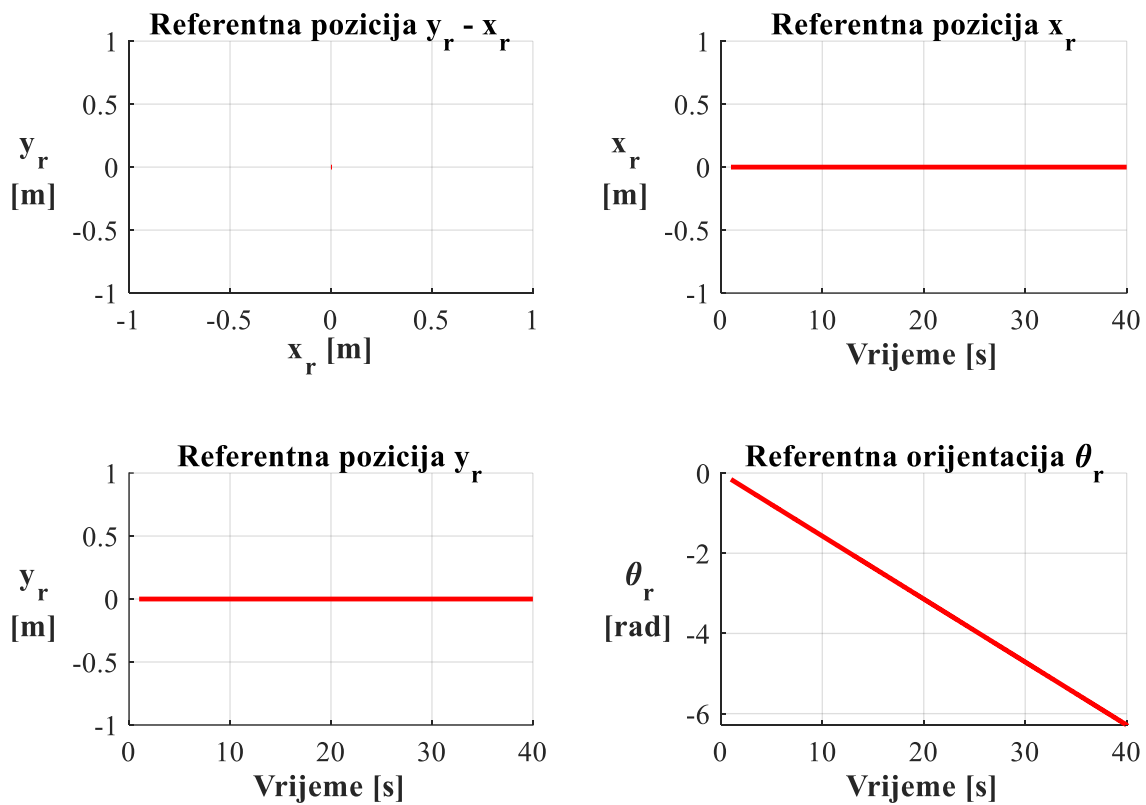 Referentna pozicija y_r - x_r
1
0.5
0
-0.5
-1
y_r
[m]
-1 -0.5 0 0.5 1
x_r [m]
Referentna pozicija x_r
1
0.5
0
-0.5
-1
x_r
[m]
0 10 20 30 40
Vrijeme [s]
Referentna pozicija y_r
1
0.5
0
-0.5
-1
y_r
[m]
0 10 20 30 40
Vrijeme [s]
Referentna orijentacija θ_r
0
-2
-4
-6
θ_r
[rad]
0 10 20 30 40
Vrijeme [s]